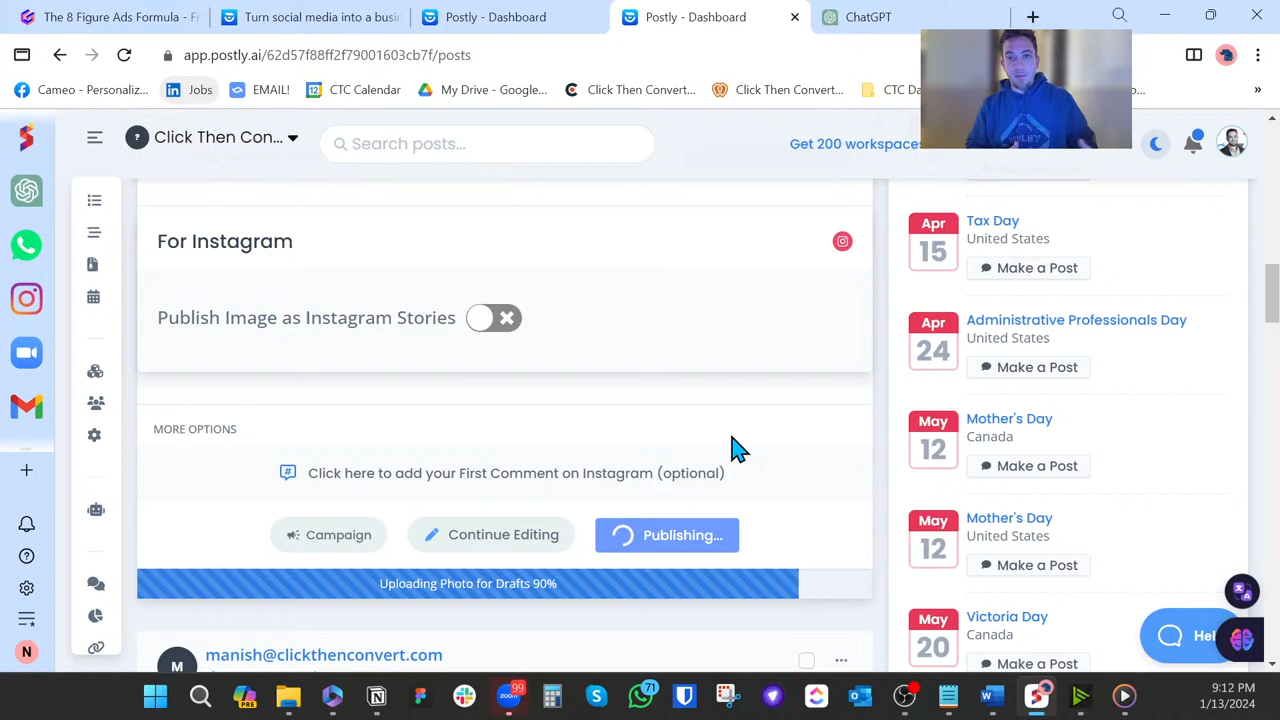 The 8 Figure Ads Formula - F
Turn social media into a busi
Postly - Dashboard
Postly - Dashboard
ChatGPT
app.postly.ai/62d57f88ff2f79001603cb7f/posts
Cameo - Personaliz...
Jobs
EMAIL!
CTC Calendar
My Drive - Google...
Click Then Convert...
Click Then Convert...
CTC Da
o...
»
Click Then Con...
Search posts...
Get 200 workspaces
For Instagram
Publish Image as Instagram Stories
MORE OPTIONS
Click here to add your First Comment on Instagram (optional)
Campaign
Continue Editing
Publishing...
Uploading Photo for Drafts 90%
M
manish@clickthenconvert.com
Apr
15
Tax Day
United States
Make a Post
Apr
24
Administrative Professionals Day
United States
Make a Post
May
12
Mother's Day
Canada
Make a Post
May
12
Mother's Day
United States
Make a Post
May
20
Victoria Day
Canada
Make a Post
Hel
N
PRE
99
71
9:12 PM
1/13/2024